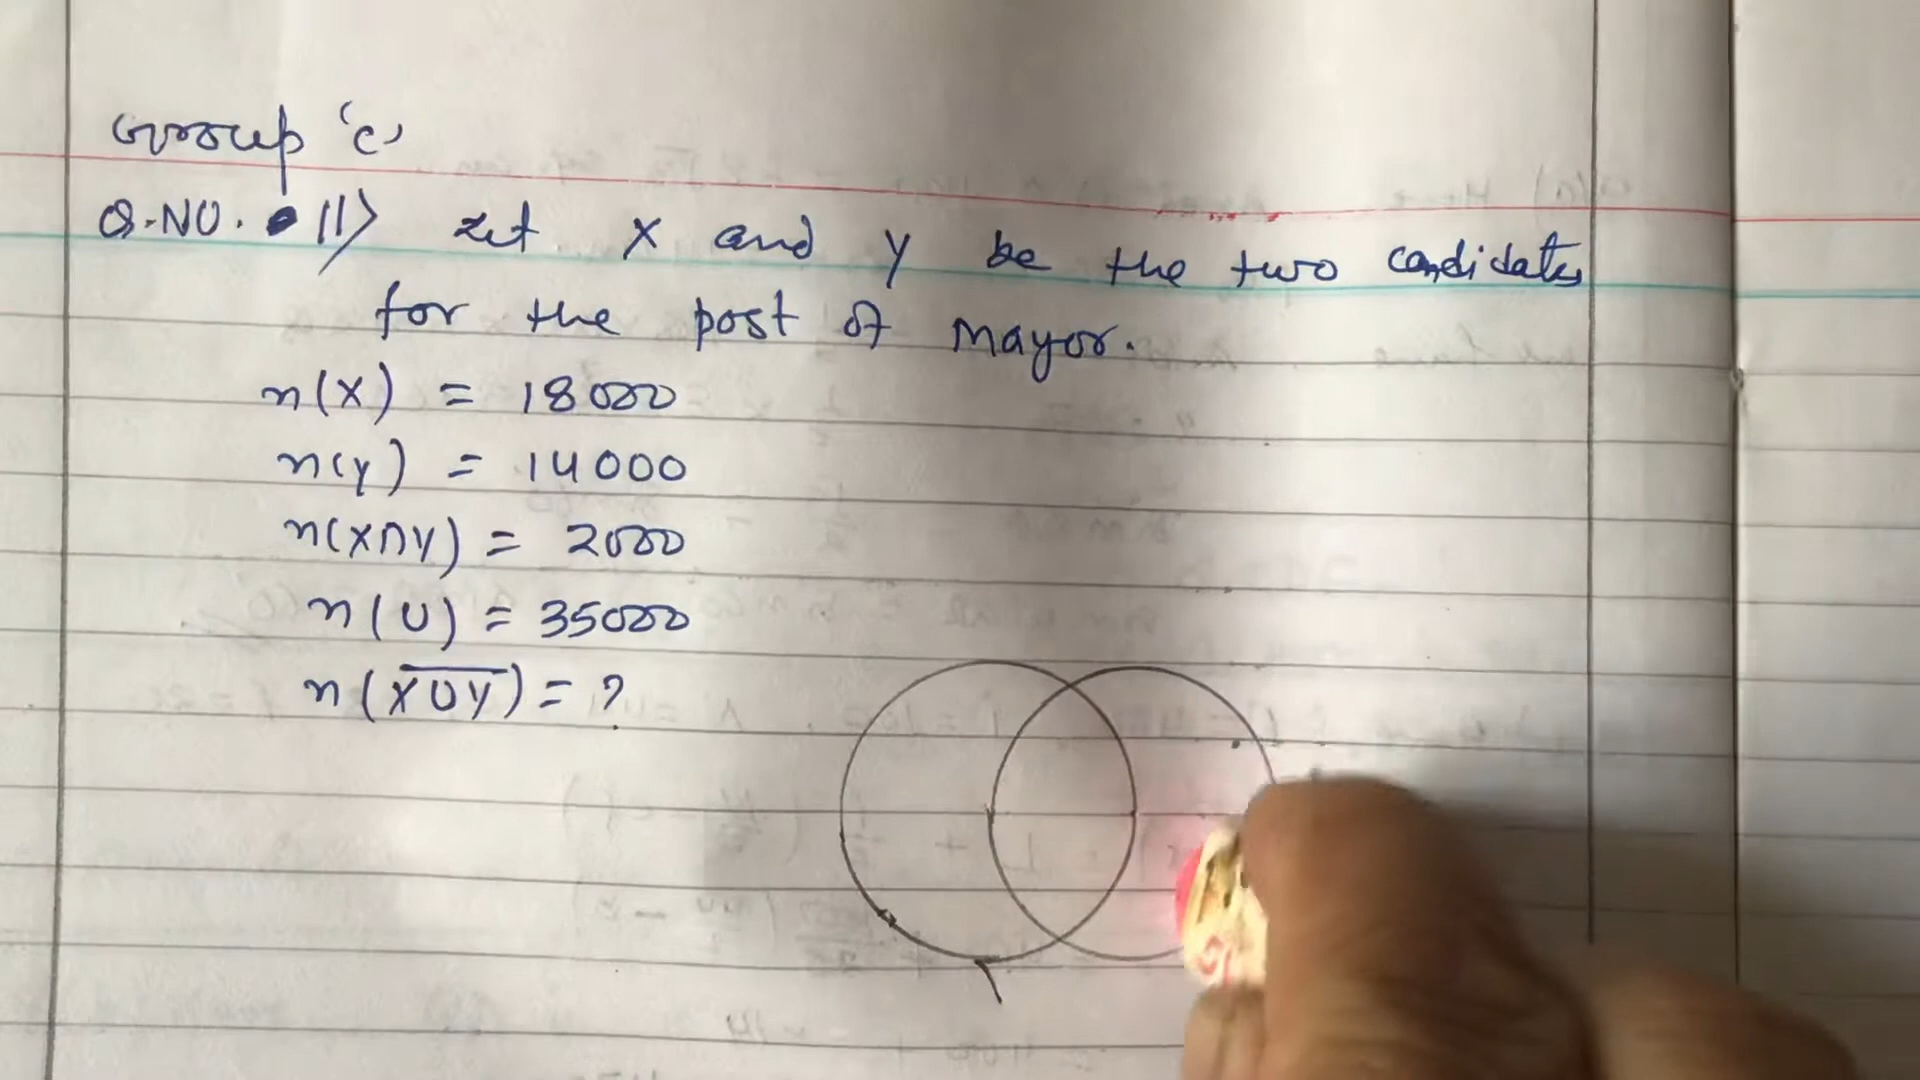 Group 'c'
Q.NO. 11> Let X and Y be the two candidates
for the post of mayor.
n(X) = 18000
n(Y) = 14000
n(X∩Y) = 2000
n(U) = 35000
n(X̅∪̅Y̅) = ?